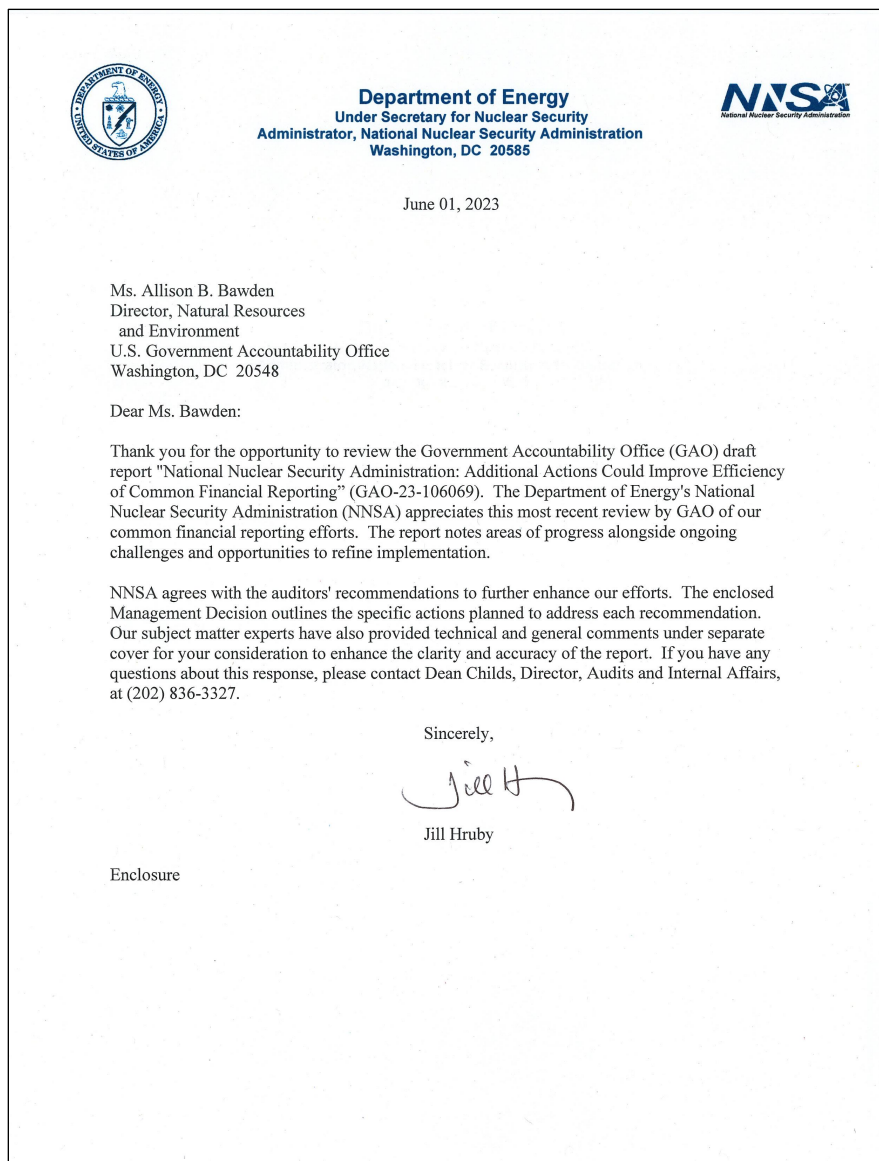 DEPARTMENT OF ENERGY
UNITED STATES OF AMERICA
Department of Energy
Under Secretary for Nuclear Security
Administrator, National Nuclear Security Administration
Washington, DC  20585
NNSA
National Nuclear Security Administration
June 01, 2023
Ms. Allison B. Bawden
Director, Natural Resources
and Environment
U.S. Government Accountability Office
Washington, DC  20548
Dear Ms. Bawden:
Thank you for the opportunity to review the Government Accountability Office (GAO) draft
report "National Nuclear Security Administration: Additional Actions Could Improve Efficiency
of Common Financial Reporting” (GAO-23-106069).  The Department of Energy's National
Nuclear Security Administration (NNSA) appreciates this most recent review by GAO of our
common financial reporting efforts.  The report notes areas of progress alongside ongoing
challenges and opportunities to refine implementation.
NNSA agrees with the auditors' recommendations to further enhance our efforts.  The enclosed
Management Decision outlines the specific actions planned to address each recommendation.
Our subject matter experts have also provided technical and general comments under separate
cover for your consideration to enhance the clarity and accuracy of the report.  If you have any
questions about this response, please contact Dean Childs, Director, Audits and Internal Affairs,
at (202) 836-3327.
Sincerely,
Jill H
Jill Hruby
Enclosure